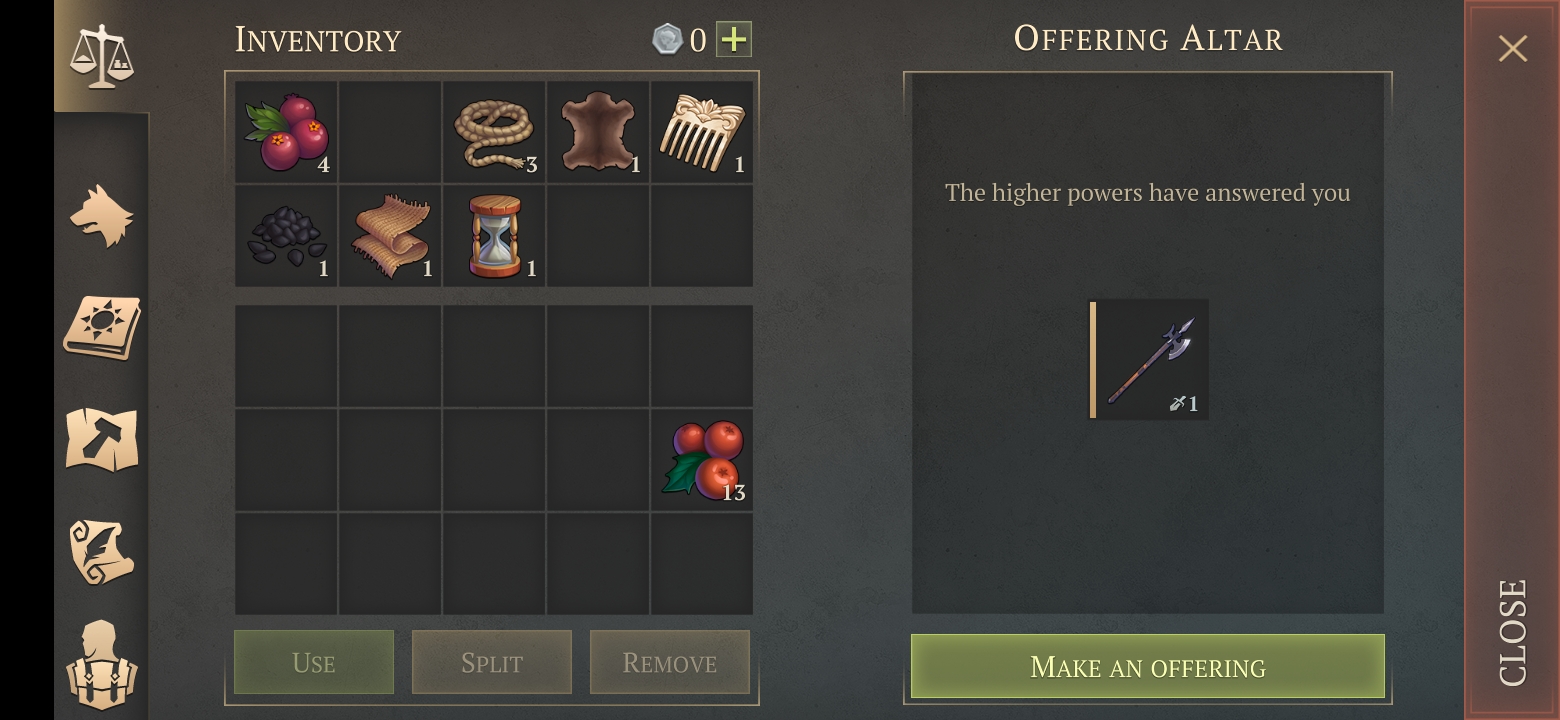 INVENTORY
0
OFFERING ALTAR
4
3
1
1
The higher powers have answered you
1
1
1
1
13
USE
SPLIT
REMOVE
MAKE AN OFFERING
CLOSE